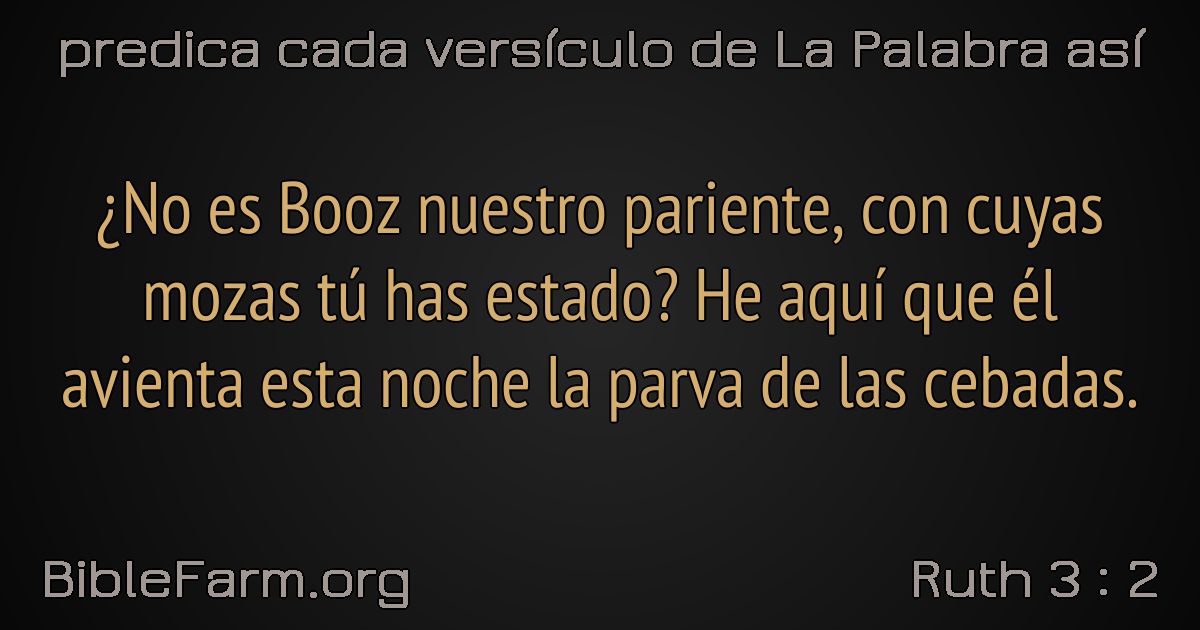 predica cada versículo de La Palabra así
¿No es Booz nuestro pariente, con cuyas
mozas tú has estado? He aquí que él
avienta esta noche la parva de las cebadas.
BibleFarm.org
Ruth 3 : 2